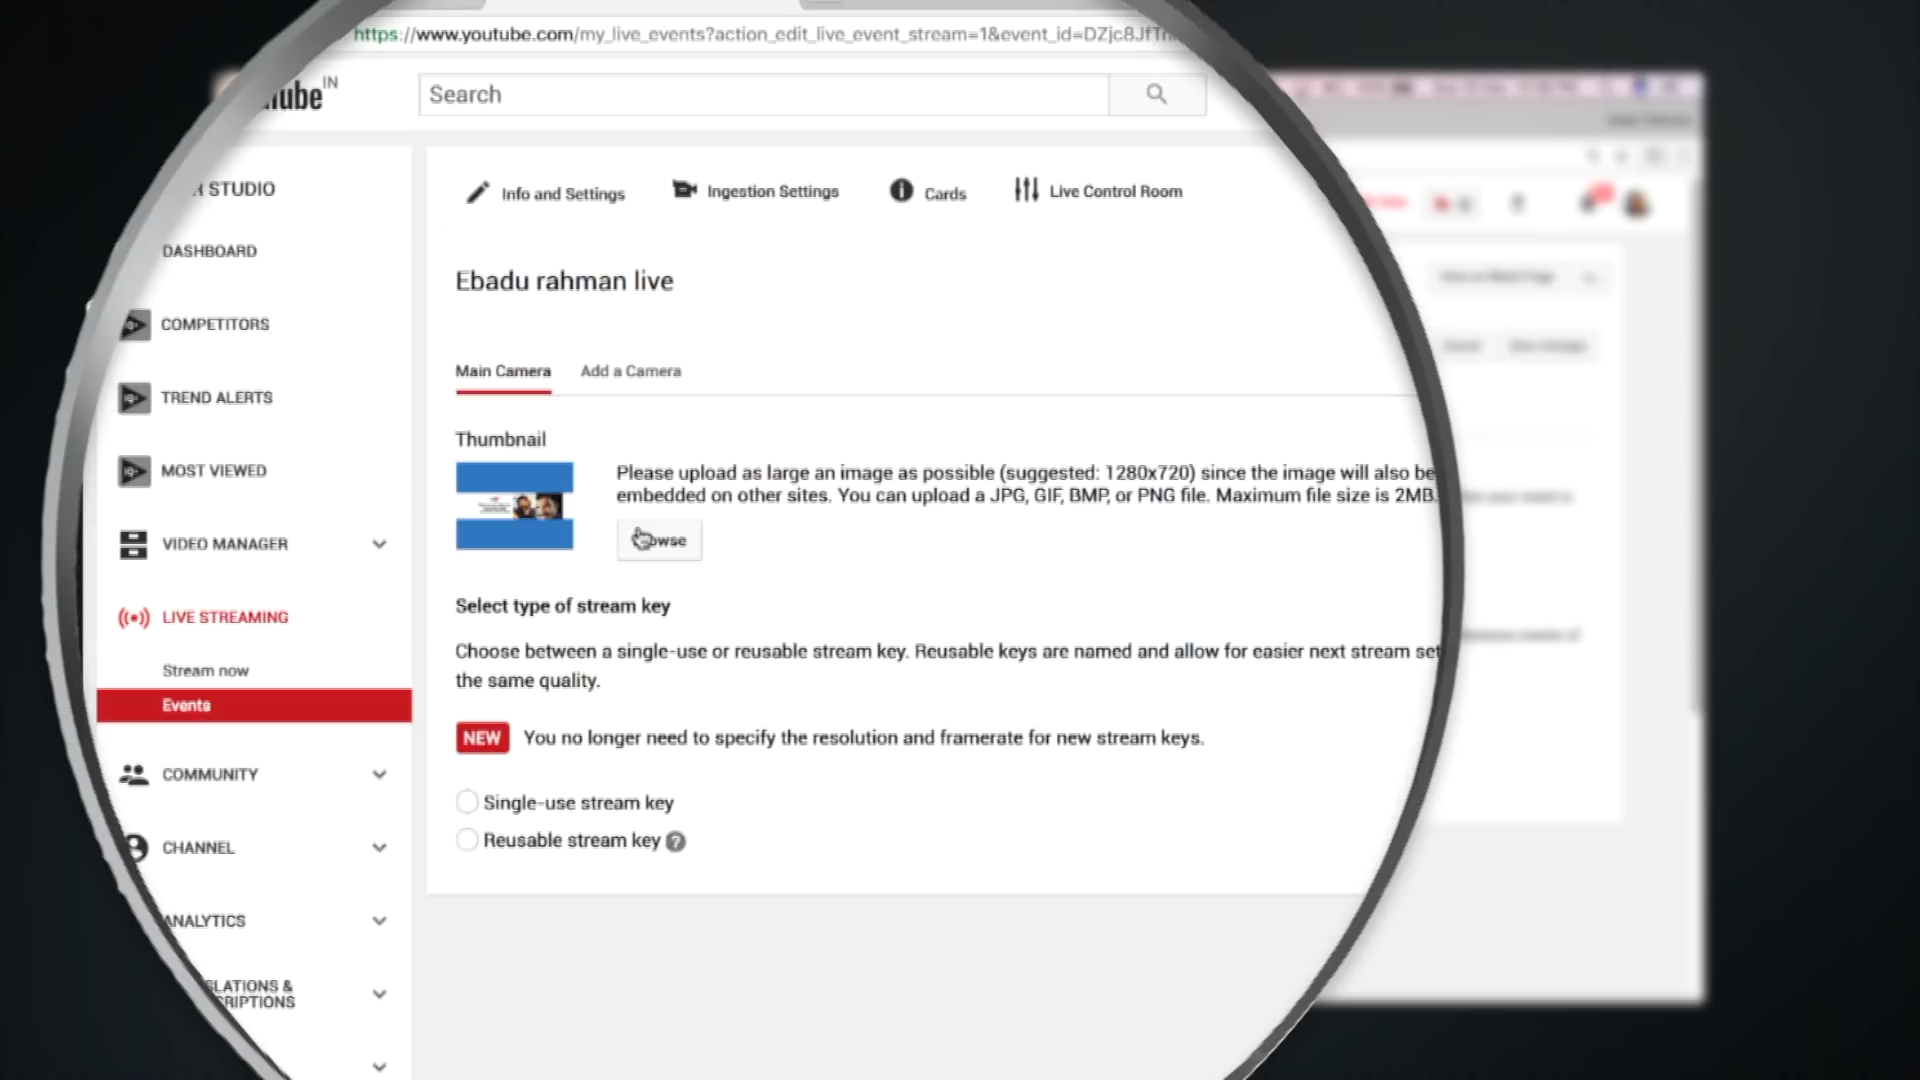 https://www.youtube.com/my_live_events?action_edit_live_event_stream=1&event_id=DZjc8JfTn
IN
Search
STUDIO
Info and Settings
Ingestion Settings
Cards
Live Control Room
DASHBOARD
Ebadu rahman live
COMPETITORS
Main Camera
Add a Camera
TREND ALERTS
Thumbnail
MOST VIEWED
Please upload as large an image as possible (suggested: 1280x720) since the image will also be
embedded on other sites. You can upload a JPG, GIF, BMP, or PNG file. Maximum file size is 2MB.
VIDEO MANAGER
owse
Select type of stream key
LIVE STREAMING
Choose between a single-use or reusable stream key. Reusable keys are named and allow for easier next stream set
the same quality.
Stream now
Events
NEW You no longer need to specify the resolution and framerate for new stream keys.
COMMUNITY
Single-use stream key
Reusable stream key ?
CHANNEL
ANALYTICS
LATIONS &
CRIPTIONS